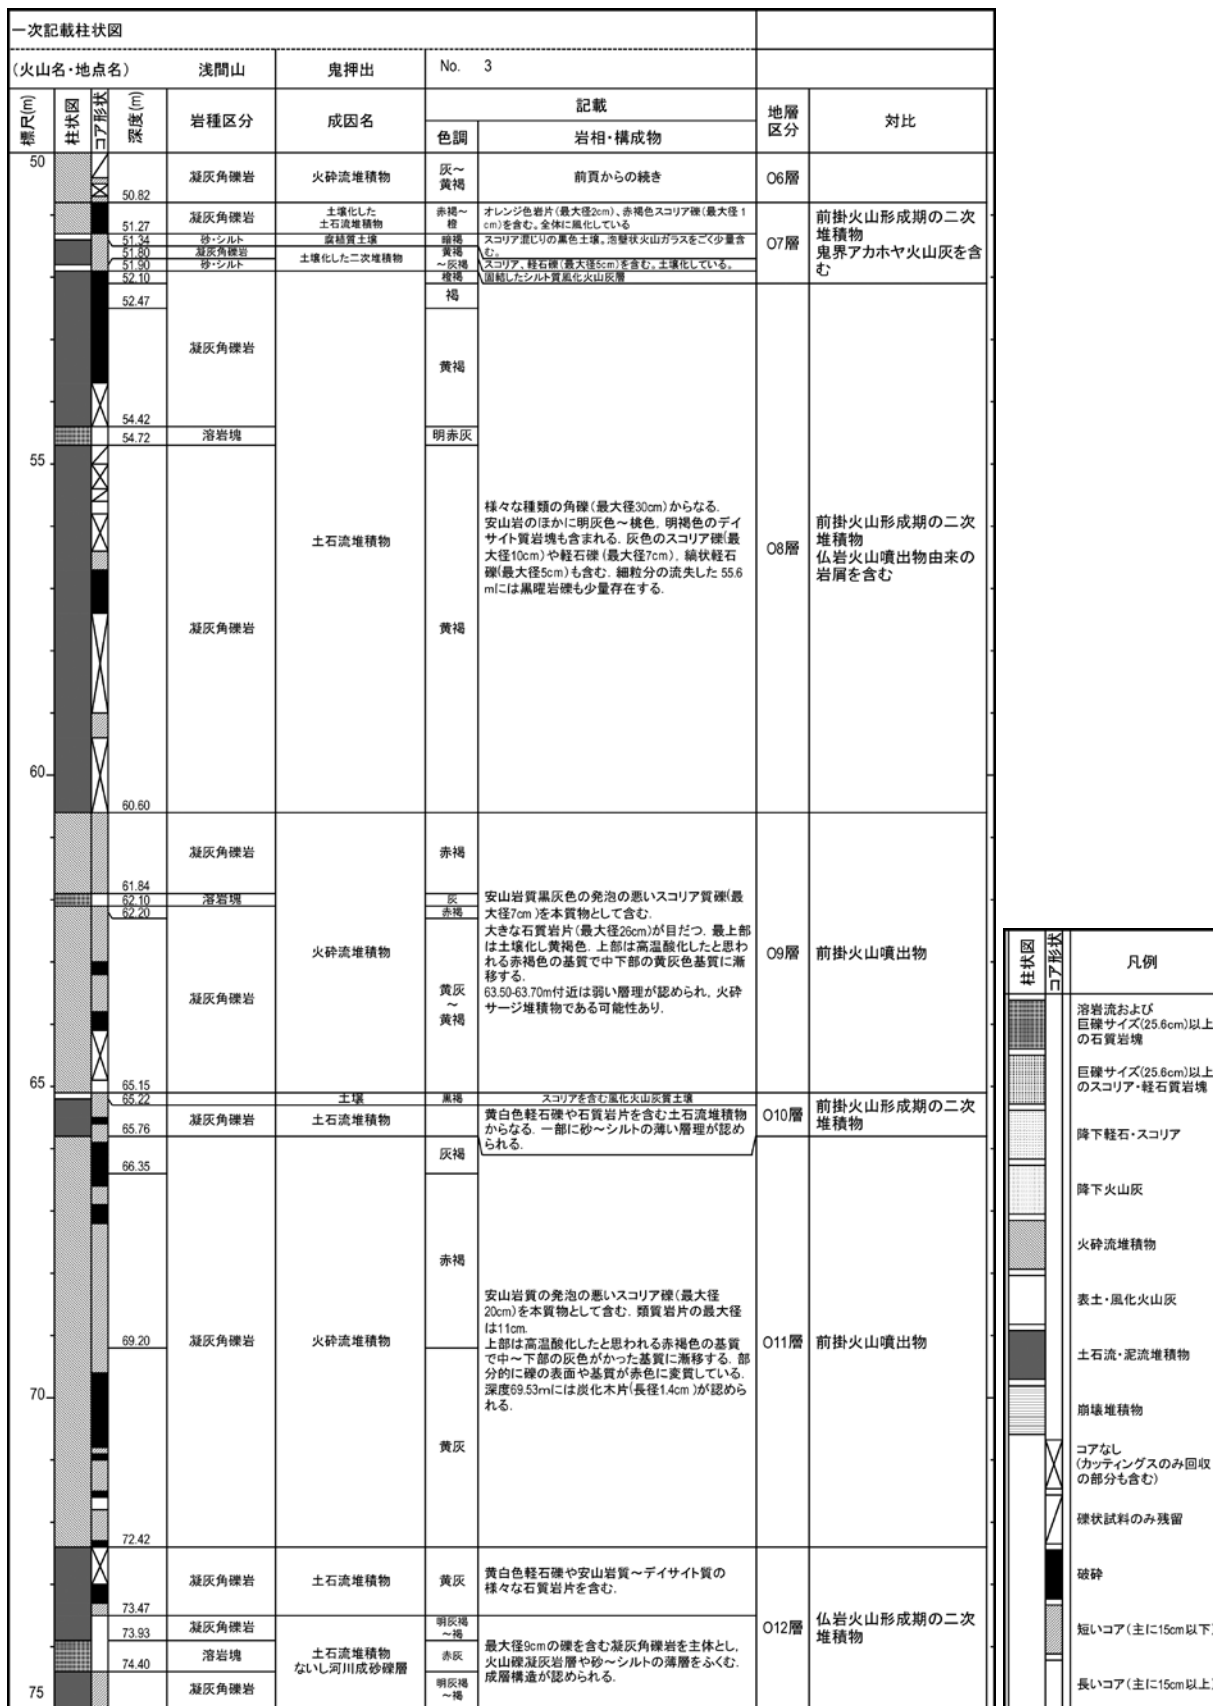 一次記載柱状図
(火山名・地点名) 浅間山 鬼押出 No. 3
標尺(m) 柱状図 コア形状 深度(m) 岩種区分 成因名 記載 地層区分 対比
色調 岩相・構成物
50
凝灰角礫岩 火砕流堆積物 灰～黄褐 前頁からの続き O6層
50.82
凝灰角礫岩 土壌化した土石流堆積物 赤褐～橙
オレンジ色岩片(最大径2cm)、赤褐色スコリア礫(最大径1
cm)を含む。全体に風化している
51.27
砂・シルト 腐植質土壌 暗褐
スコリア混じりの黒色土壌。泡壁状火山ガラスをごく少量含
む。
51.34
凝灰角礫岩 土壌化した二次堆積物 黄褐～灰褐
スコリア、軽石礫(最大径5cm)を含む。土壌化している。
51.80
砂・シルト
51.90
橙褐 固結したシルト質風化火山灰層
52.10
O7層
前掛火山形成期の二次
堆積物
鬼界アカホヤ火山灰を含
む
褐
52.47
凝灰角礫岩
黄褐
54.42
溶岩塊 明赤灰
54.72
55
土石流堆積物
様々な種類の角礫(最大径30cm)からなる.
安山岩のほかに明灰色～桃色, 明褐色のデイ
サイト質岩塊も含まれる. 灰色のスコリア礫(最
大径10cm)や軽石礫(最大径7cm), 縞状軽石
礫(最大径5cm)も含む. 細粒分の流失した55.6
mには黒曜岩礫も少量存在する.
O8層
前掛火山形成期の二次
堆積物
仏岩火山噴出物由来の
岩屑を含む
凝灰角礫岩 黄褐
60
60.60
凝灰角礫岩 赤褐
61.84
溶岩塊 灰
62.10
赤褐
62.20
火砕流堆積物
凝灰角礫岩
黄灰
～
黄褐
安山岩質黒灰色の発泡の悪いスコリア質礫(最
大径7cm)を本質物として含む.
大きな石質岩片(最大径26cm)が目だつ. 最上部
は土壌化し黄褐色. 上部は高温酸化したと思わ
れる赤褐色の基質で中下部の黄灰色基質に漸
移する.
63.50-63.70m付近は弱い層理が認められ, 火砕
サージ堆積物である可能性あり.
O9層 前掛火山噴出物
65
65.15
土壌 黒褐 スコリアを含む風化火山灰質土壌
65.22
凝灰角礫岩 土石流堆積物
黄白色軽石礫や石質岩片を含む土石流堆積物
からなる. 一部に砂～シルトの薄い層理が認め
られる.
65.76
O10層
前掛火山形成期の二次
堆積物
灰褐
66.35
赤褐
69.20
凝灰角礫岩 火砕流堆積物
安山岩質の発泡の悪いスコリア礫(最大径
20cm)を本質物として含む. 類質岩片の最大径
は11cm.
上部は高温酸化したと思われる赤褐色の基質
で中～下部の灰色がかった基質に漸移する. 部
分的に礫の表面や基質が赤色に変質している.
深度69.53mには炭化木片(長径1.4cm)が認めら
れる.
O11層 前掛火山噴出物
70
黄灰
72.42
凝灰角礫岩 土石流堆積物 黄灰
黄白色軽石礫や安山岩質～デイサイト質の
様々な石質岩片を含む.
73.47
凝灰角礫岩 明灰褐～褐
73.93
溶岩塊 赤灰
74.40
凝灰角礫岩 明灰褐～褐
土石流堆積物
ないし河川成砂礫層
最大径9cmの礫を含む凝灰角礫岩を主体とし,
火山礫凝灰岩層や砂～シルトの薄層をふくむ.
成層構造が認められる.
O12層
仏岩火山形成期の二次
堆積物
75
柱状図 コア形状 凡例
溶岩流および
巨礫サイズ(25.6cm)以上
の石質岩塊
巨礫サイズ(25.6cm)以上
のスコリア・軽石質岩塊
降下軽石・スコリア
降下火山灰
火砕流堆積物
表土・風化火山灰
土石流・泥流堆積物
崩壊堆積物
コアなし
(カッティングスのみ回収
の部分も含む)
礫状試料のみ残留
破砕
短いコア(主に15cm以下)
長いコア(主に15cm以上)